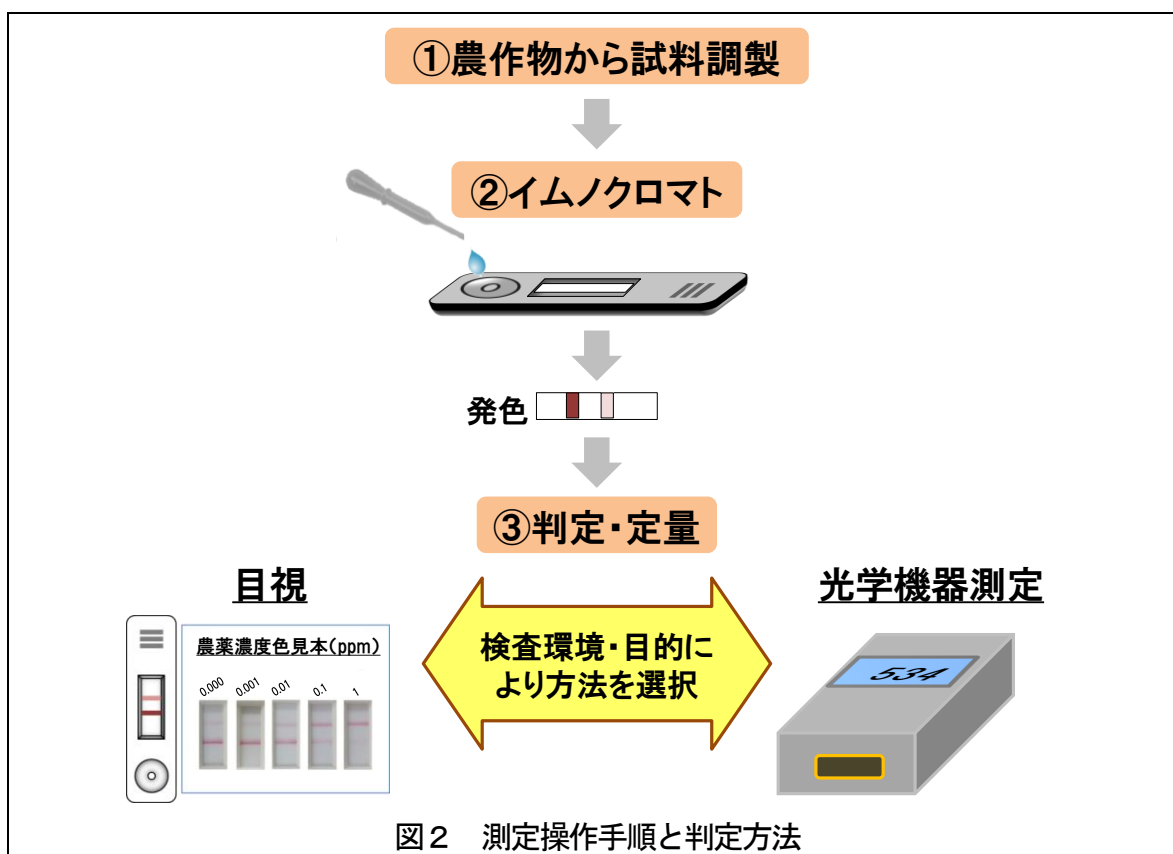 ①農作物から試料調製
②イムノクロマト
発色
③判定・定量
目視
農薬濃度色見本(ppm)
0.000 0.001 0.01 0.1 1
検査環境・目的に
より方法を選択
光学機器測定
534
図2 測定操作手順と判定方法